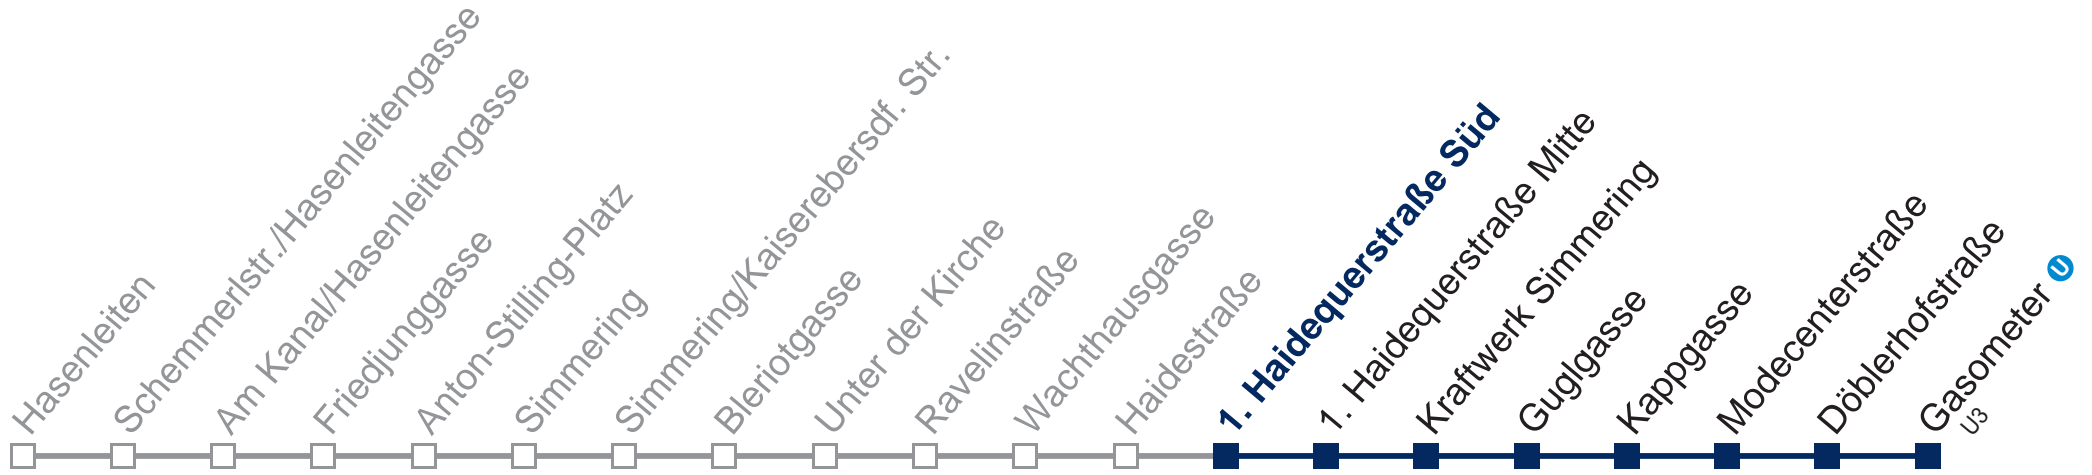 Hasenleiten
Schemmerlstr./Hasenleitengasse
Am Kanal/Hasenleitengasse
Friedjunggasse
Anton-Stilling-Platz
Simmering
Simmering/Kaiserebersdf. Str.
Bleriotgasse
Unter der Kirche
Ravelinstraße
Wachthausgasse
Haidestraße
1. Haidequerstraße Süd
1. Haidequerstraße Mitte
Kraftwerk Simmering
Guglgasse
Kappgasse
Modecenterstraße
Döblerhofstraße
Gasometer U
U3